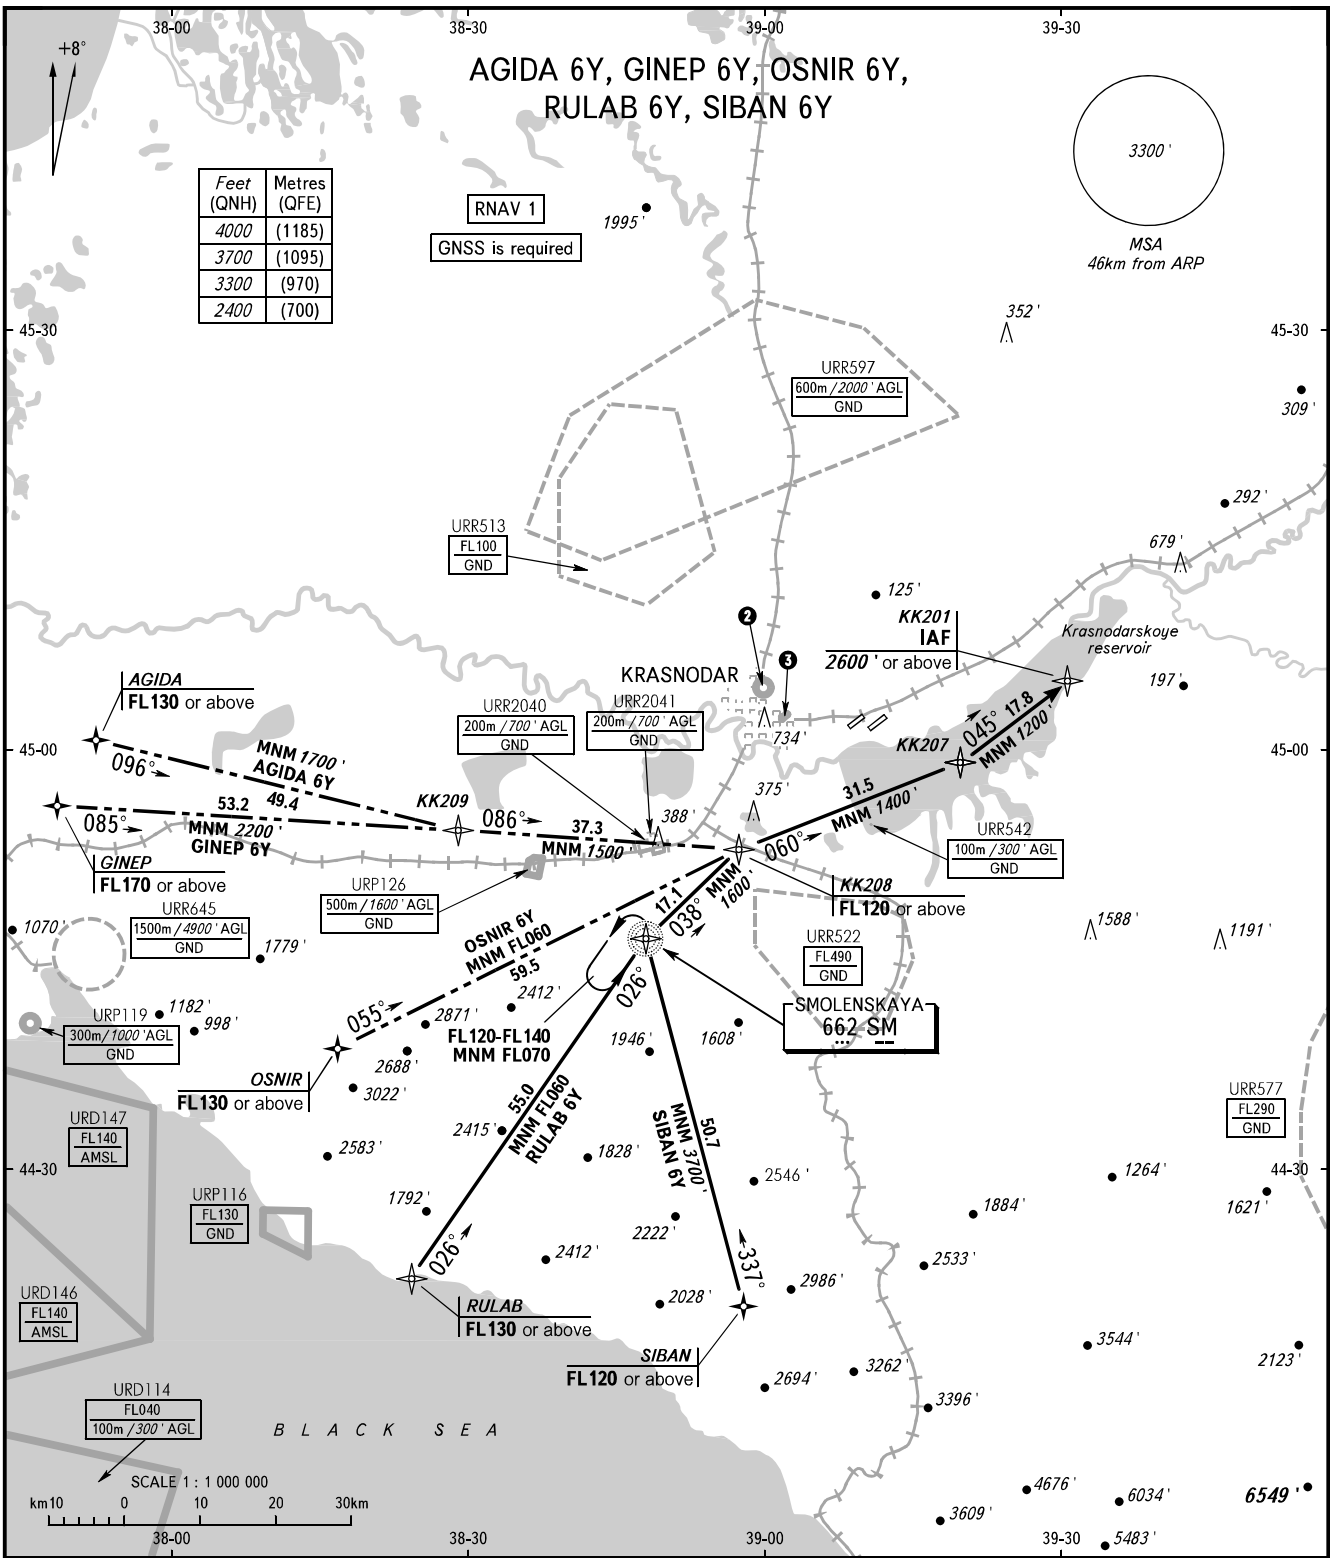 38-00
38-30
39-00
39-30
+8°
AGIDA 6Y, GINEP 6Y, OSNIR 6Y,
RULAB 6Y, SIBAN 6Y
3300 '
MSA
46km from ARP
Feet Metres
(QNH) (QFE)
4000 (1185)
3700 (1095)
3300 (970)
2400 (700)
RNAV 1
GNSS is required
1995 '
352 '
45-30
45-30
URR597
600m / 2000 ' AGL
GND
309 '
292 '
URR513
FL100
GND
679 '
125 '
2
3
KK201
IAF
2600 ' or above
Krasnodarskoye
reservoir
KRASNODAR
197 '
AGIDA
FL130 or above
URR2040
200m / 700 ' AGL
GND
URR2041
200m / 700 ' AGL
GND
734 '
KK207
045° 17.8
MNM 1200 '
45-00
45-00
096°
MNM 1700 '
AGIDA 6Y
49.4
KK209
375 '
31.5
MNM 1400 '
060°
085°
53.2
MNM 2200 '
GINEP 6Y
086°
37.3
MNM 1500 '
388 '
URR542
100m / 300 ' AGL
GND
GINEP
FL170 or above
URP126
500m / 1600 ' AGL
GND
KK208
FL120 or above
17.1
038°
MNM
1600 '
URR645
1500m / 4900 ' AGL
GND
1070 '
1779 '
OSNIR 6Y
MNM FL060
59.5
055°
URR522
FL490
GND
1588 '
1191 '
026°
SMOLENSKAYA
662 SM
1182 '
998 '
URP119
300m / 1000 ' AGL
GND
2412 '
2871 '
FL120-FL140
MNM FL070
1946 '
1608 '
2688 '
3022 '
OSNIR
FL130 or above
URR577
FL290
GND
URD147
FL140
AMSL
55.0
MNM FL060
RULAB 6Y
50.7
MNM 3700 '
SIBAN 6Y
2415 '
2583 '
1828 '
44-30
44-30
2546 '
1264 '
1621 '
URP116
FL130
GND
1792 '
1884 '
2222 '
026°
2412 '
337°
2533 '
2986 '
URD146
FL140
AMSL
RULAB
FL130 or above
2028 '
SIBAN
FL120 or above
3544 '
2123 '
3262 '
2694 '
3396 '
URD114
FL040
100m / 300 ' AGL
BLACK SEA
SCALE 1 : 1 000 000
km10 0 10 20 30km
4676 '
6034 '
6549 '
3609 '
5483 '
38-00
38-30
39-00
39-30